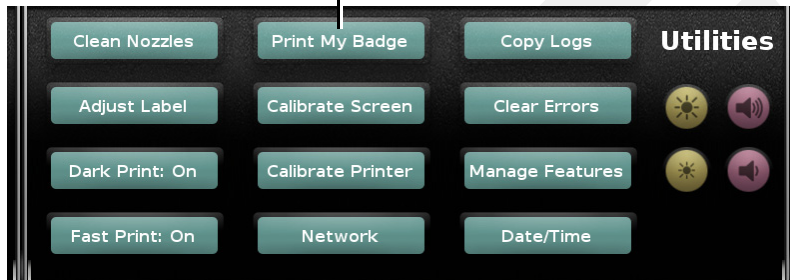 Clean Nozzles
Print My Badge
Copy Logs
Utilities
Adjust Label
Calibrate Screen
Clear Errors
Dark Print: On
Calibrate Printer
Manage Features
Fast Print: On
Network
Date/Time